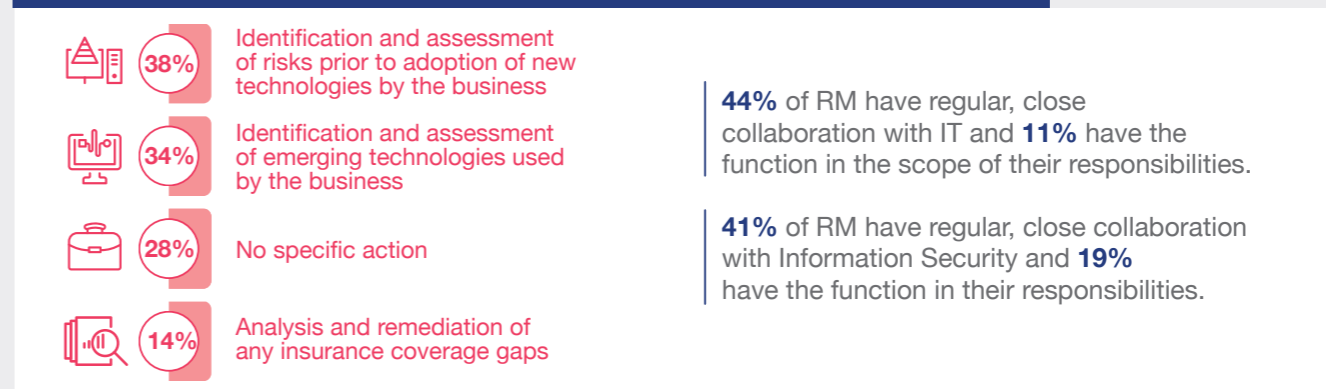 38%
Identification and assessment
of risks prior to adoption of new
technologies by the business
34%
Identification and assessment
of emerging technologies used
by the business
28%
No specific action
14%
Analysis and remediation of
any insurance coverage gaps
44% of RM have regular, close
collaboration with IT and 11% have the
function in the scope of their responsibilities.
41% of RM have regular, close collaboration
with Information Security and 19%
have the function in their responsibilities.